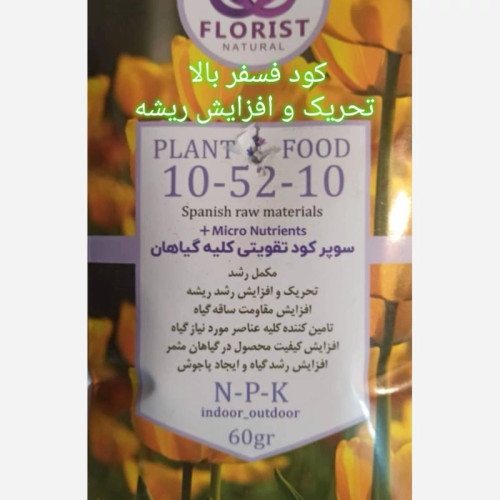 FLORIST
NATURAL
کود فسفر بالا
تحریک و افزایش ریشه
PLANT FOOD
10-52-10
Spanish raw materials
+ Micro Nutrients
سوپر کود تقویتی کلیه گیاهان
مکمل رشد
تحریک و افزایش رشد ریشه
افزایش مقاومت ساقه گیاه
تامین کننده کلیه عناصر مورد نیاز گیاه
افزایش کیفیت محصول در گیاهان مثمر
افزایش رشد گیاه و ایجاد پاجوش
N-P-K
indoor_outdoor
60gr